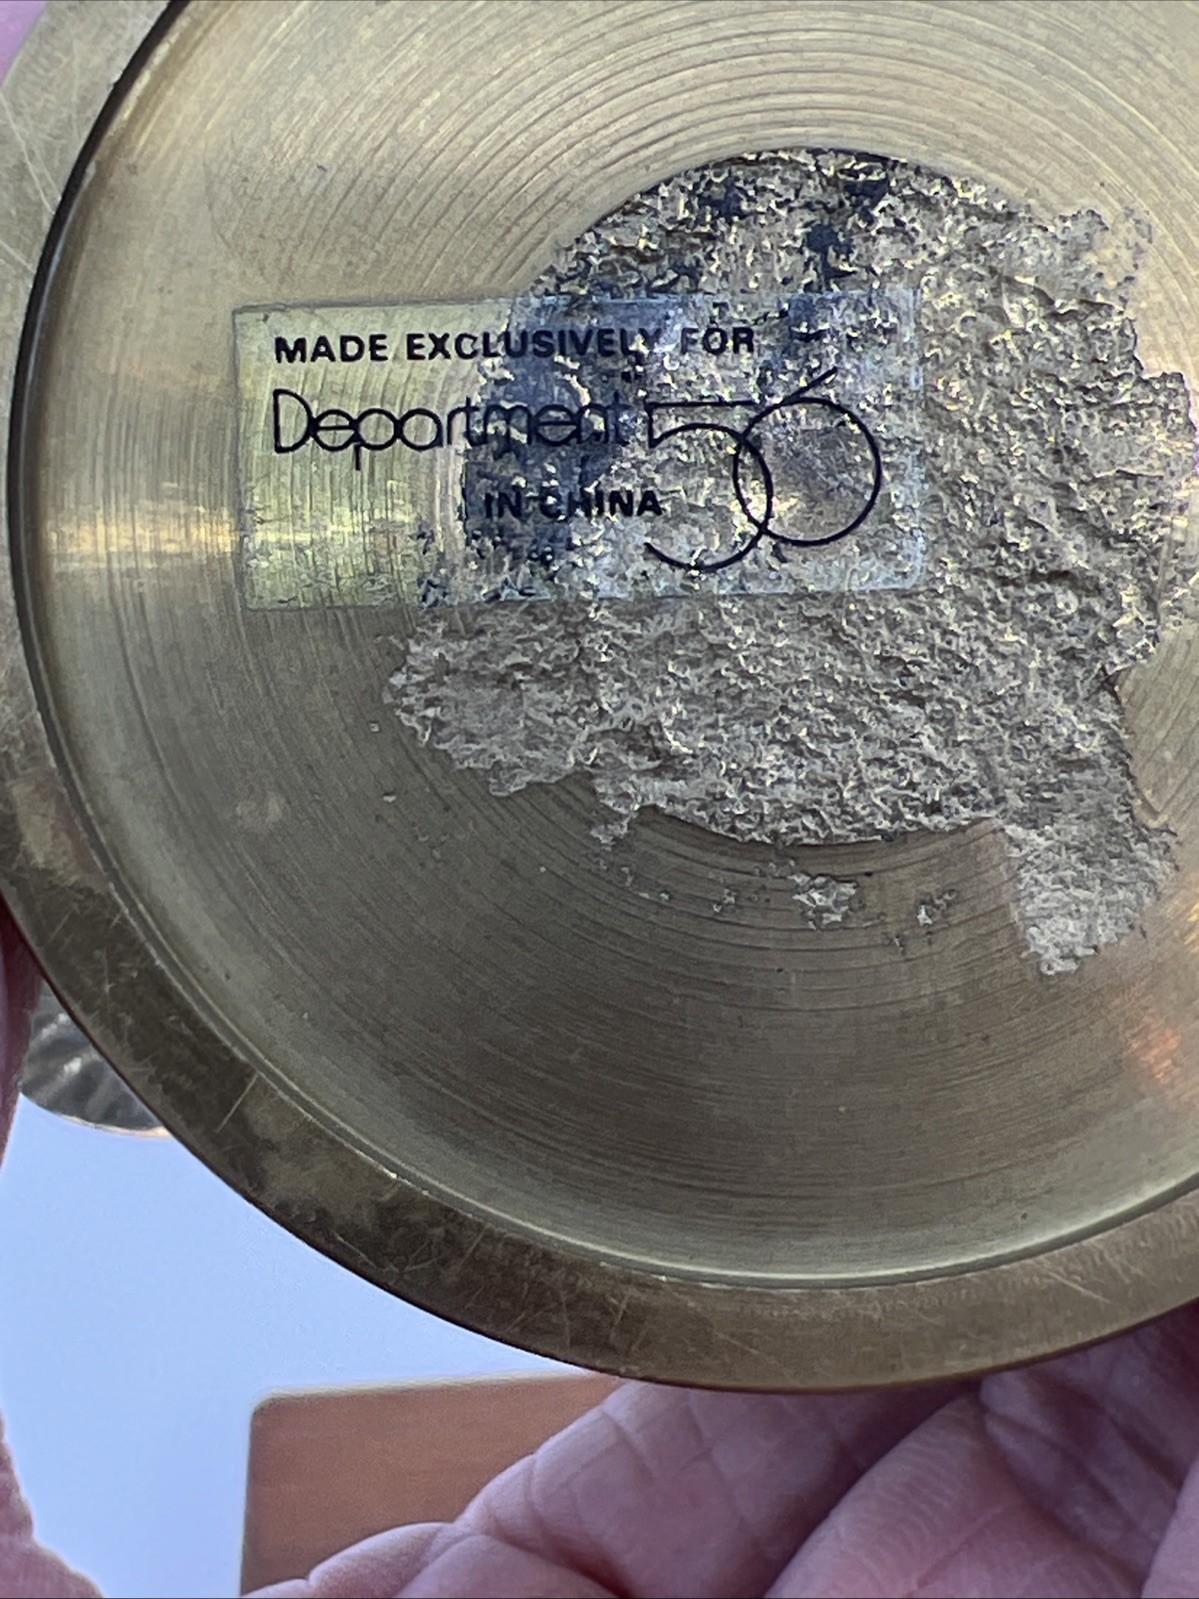 MADE EXCLUSIVELY FOR
Department 56
IN CHINA